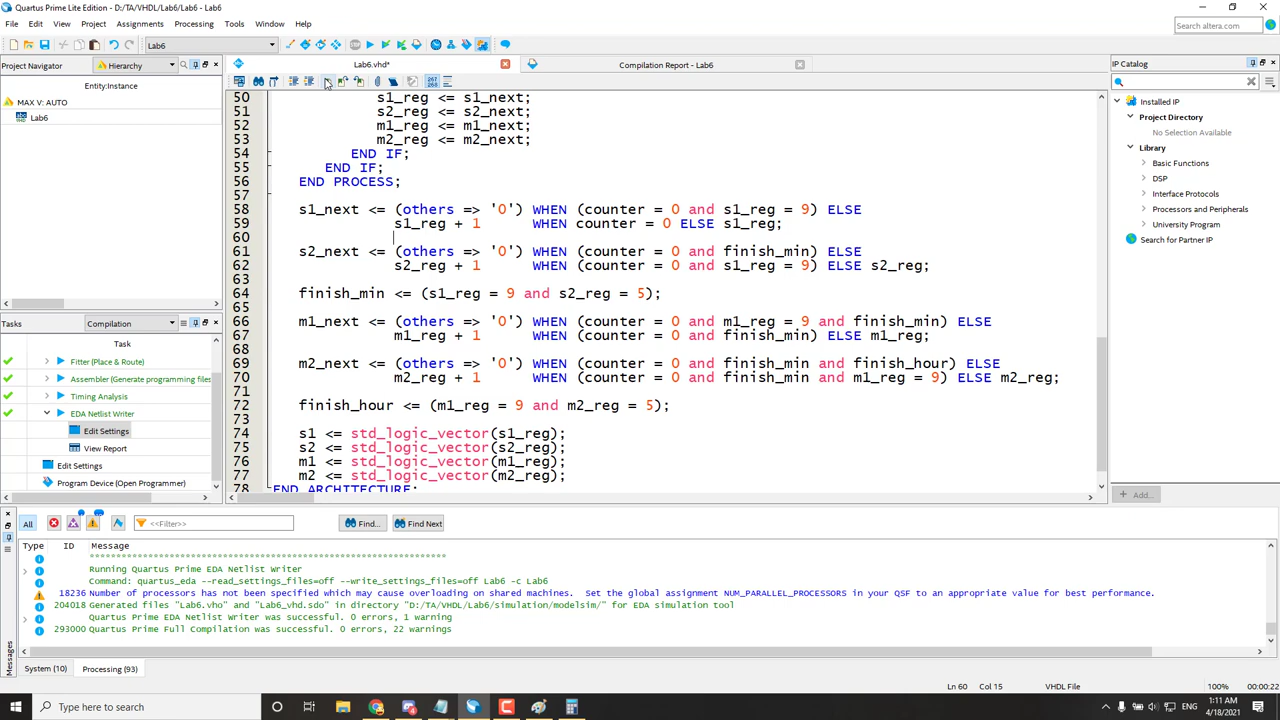 Quartus Prime Lite Edition - D:/TA/VHDL/Lab6/Lab6 - Lab6
File Edit View Project Assignments Processing Tools Window Help
Search altera.com
Lab6
Project Navigator Hierarchy
Lab6.vhd*
Compilation Report - Lab6
IP Catalog
Entity:Instance
MAX V: AUTO
Lab6
Installed IP
Project Directory
No Selection Available
Library
Basic Functions
DSP
Interface Protocols
Processors and Peripherals
University Program
Search for Partner IP
50 s1_reg <= s1_next;
51 s2_reg <= s2_next;
52 m1_reg <= m1_next;
53 m2_reg <= m2_next;
54 END IF;
55 END IF;
56 END PROCESS;
57
58 s1_next <= (others => '0') WHEN (counter = 0 and s1_reg = 9) ELSE
59 s1_reg + 1 WHEN counter = 0 ELSE s1_reg;
60
61 s2_next <= (others => '0') WHEN (counter = 0 and finish_min) ELSE
62 s2_reg + 1 WHEN (counter = 0 and s1_reg = 9) ELSE s2_reg;
63
64 finish_min <= (s1_reg = 9 and s2_reg = 5);
65
66 m1_next <= (others => '0') WHEN (counter = 0 and m1_reg = 9 and finish_min) ELSE
67 m1_reg + 1 WHEN (counter = 0 and finish_min) ELSE m1_reg;
68
69 m2_next <= (others => '0') WHEN (counter = 0 and finish_min and finish_hour) ELSE
70 m2_reg + 1 WHEN (counter = 0 and finish_min and m1_reg = 9) ELSE m2_reg;
71
72 finish_hour <= (m1_reg = 9 and m2_reg = 5);
73
74 s1 <= std_logic_vector(s1_reg);
75 s2 <= std_logic_vector(s2_reg);
76 m1 <= std_logic_vector(m1_reg);
77 m2 <= std_logic_vector(m2_reg);
78 END ARCHITECTURE;
Tasks Compilation
Task
Fitter (Place & Route)
Assembler (Generate programming files
Timing Analysis
EDA Netlist Writer
Edit Settings
View Report
Edit Settings
Program Device (Open Programmer)
Add...
All <<Filter>> Find... Find Next
Type ID Message
*******************************************************************
Running Quartus Prime EDA Netlist Writer
Command: quartus_eda --read_settings_files=off --write_settings_files=off Lab6 -c Lab6
18236 Number of processors has not been specified which may cause overloading on shared machines. Set the global assignment NUM_PARALLEL_PROCESSORS in your QSF to an appropriate value for best performance.
204018 Generated files "Lab6.vho" and "Lab6_vhd.sdo" in directory "D:/TA/VHDL/Lab6/simulation/modelsim/" for EDA simulation tool
Quartus Prime EDA Netlist Writer was successful. 0 errors, 1 warning
293000 Quartus Prime Full Compilation was successful. 0 errors, 22 warnings
Messages
System (10) Processing (93)
Ln 60 Col 15 VHDL File 100% 00:00:22
Type here to search
ENG
1:11 AM
4/18/2021